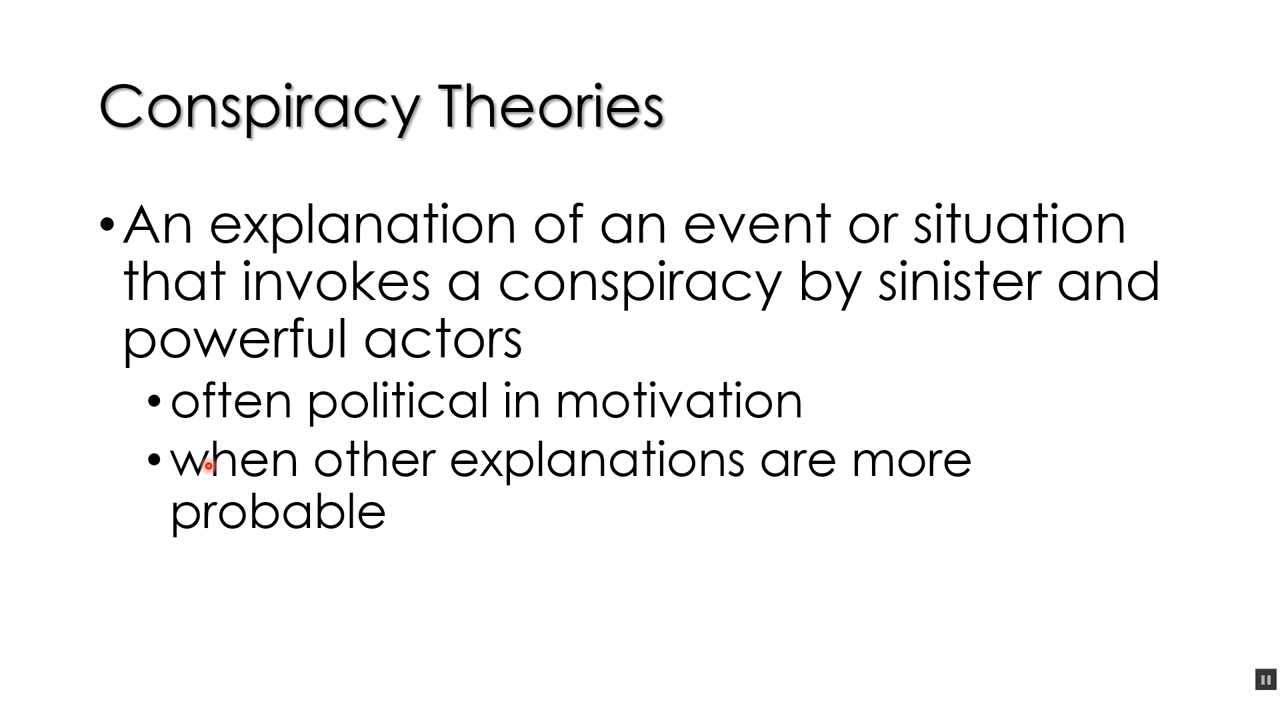 Conspiracy Theories
•An explanation of an event or situation
that invokes a conspiracy by sinister and
powerful actors
•often political in motivation
•when other explanations are more
probable